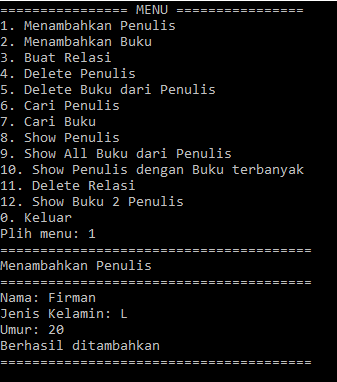 ================ MENU ================
1. Menambahkan Penulis
2. Menambahkan Buku
3. Buat Relasi
4. Delete Penulis
5. Delete Buku dari Penulis
6. Cari Penulis
7. Cari Buku
8. Show Penulis
9. Show All Buku dari Penulis
10. Show Penulis dengan Buku terbanyak
11. Delete Relasi
12. Show Buku 2 Penulis
0. Keluar
Plih menu: 1
=======================================
Menambahkan Penulis
=======================================
Nama: Firman
Jenis Kelamin: L
Umur: 20
Berhasil ditambahkan
=======================================